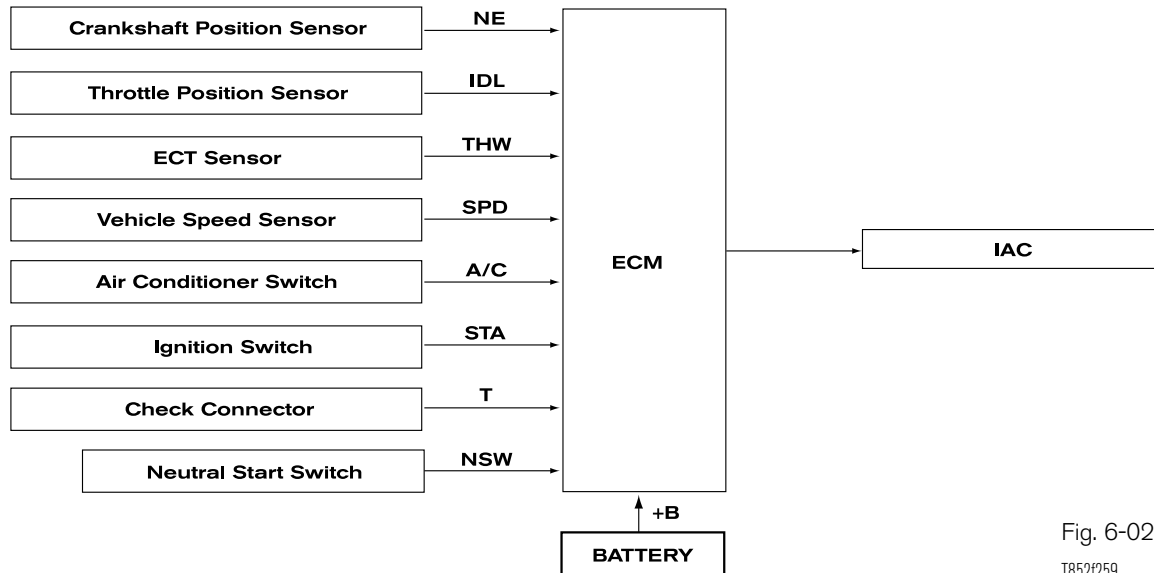 Crankshaft Position Sensor
NE
Throttle Position Sensor
IDL
ECT Sensor
THW
Vehicle Speed Sensor
SPD
Air Conditioner Switch
A/C
Ignition Switch
STA
Check Connector
T
Neutral Start Switch
NSW
ECM
IAC
+B
BATTERY
Fig. 6-02
T852f259